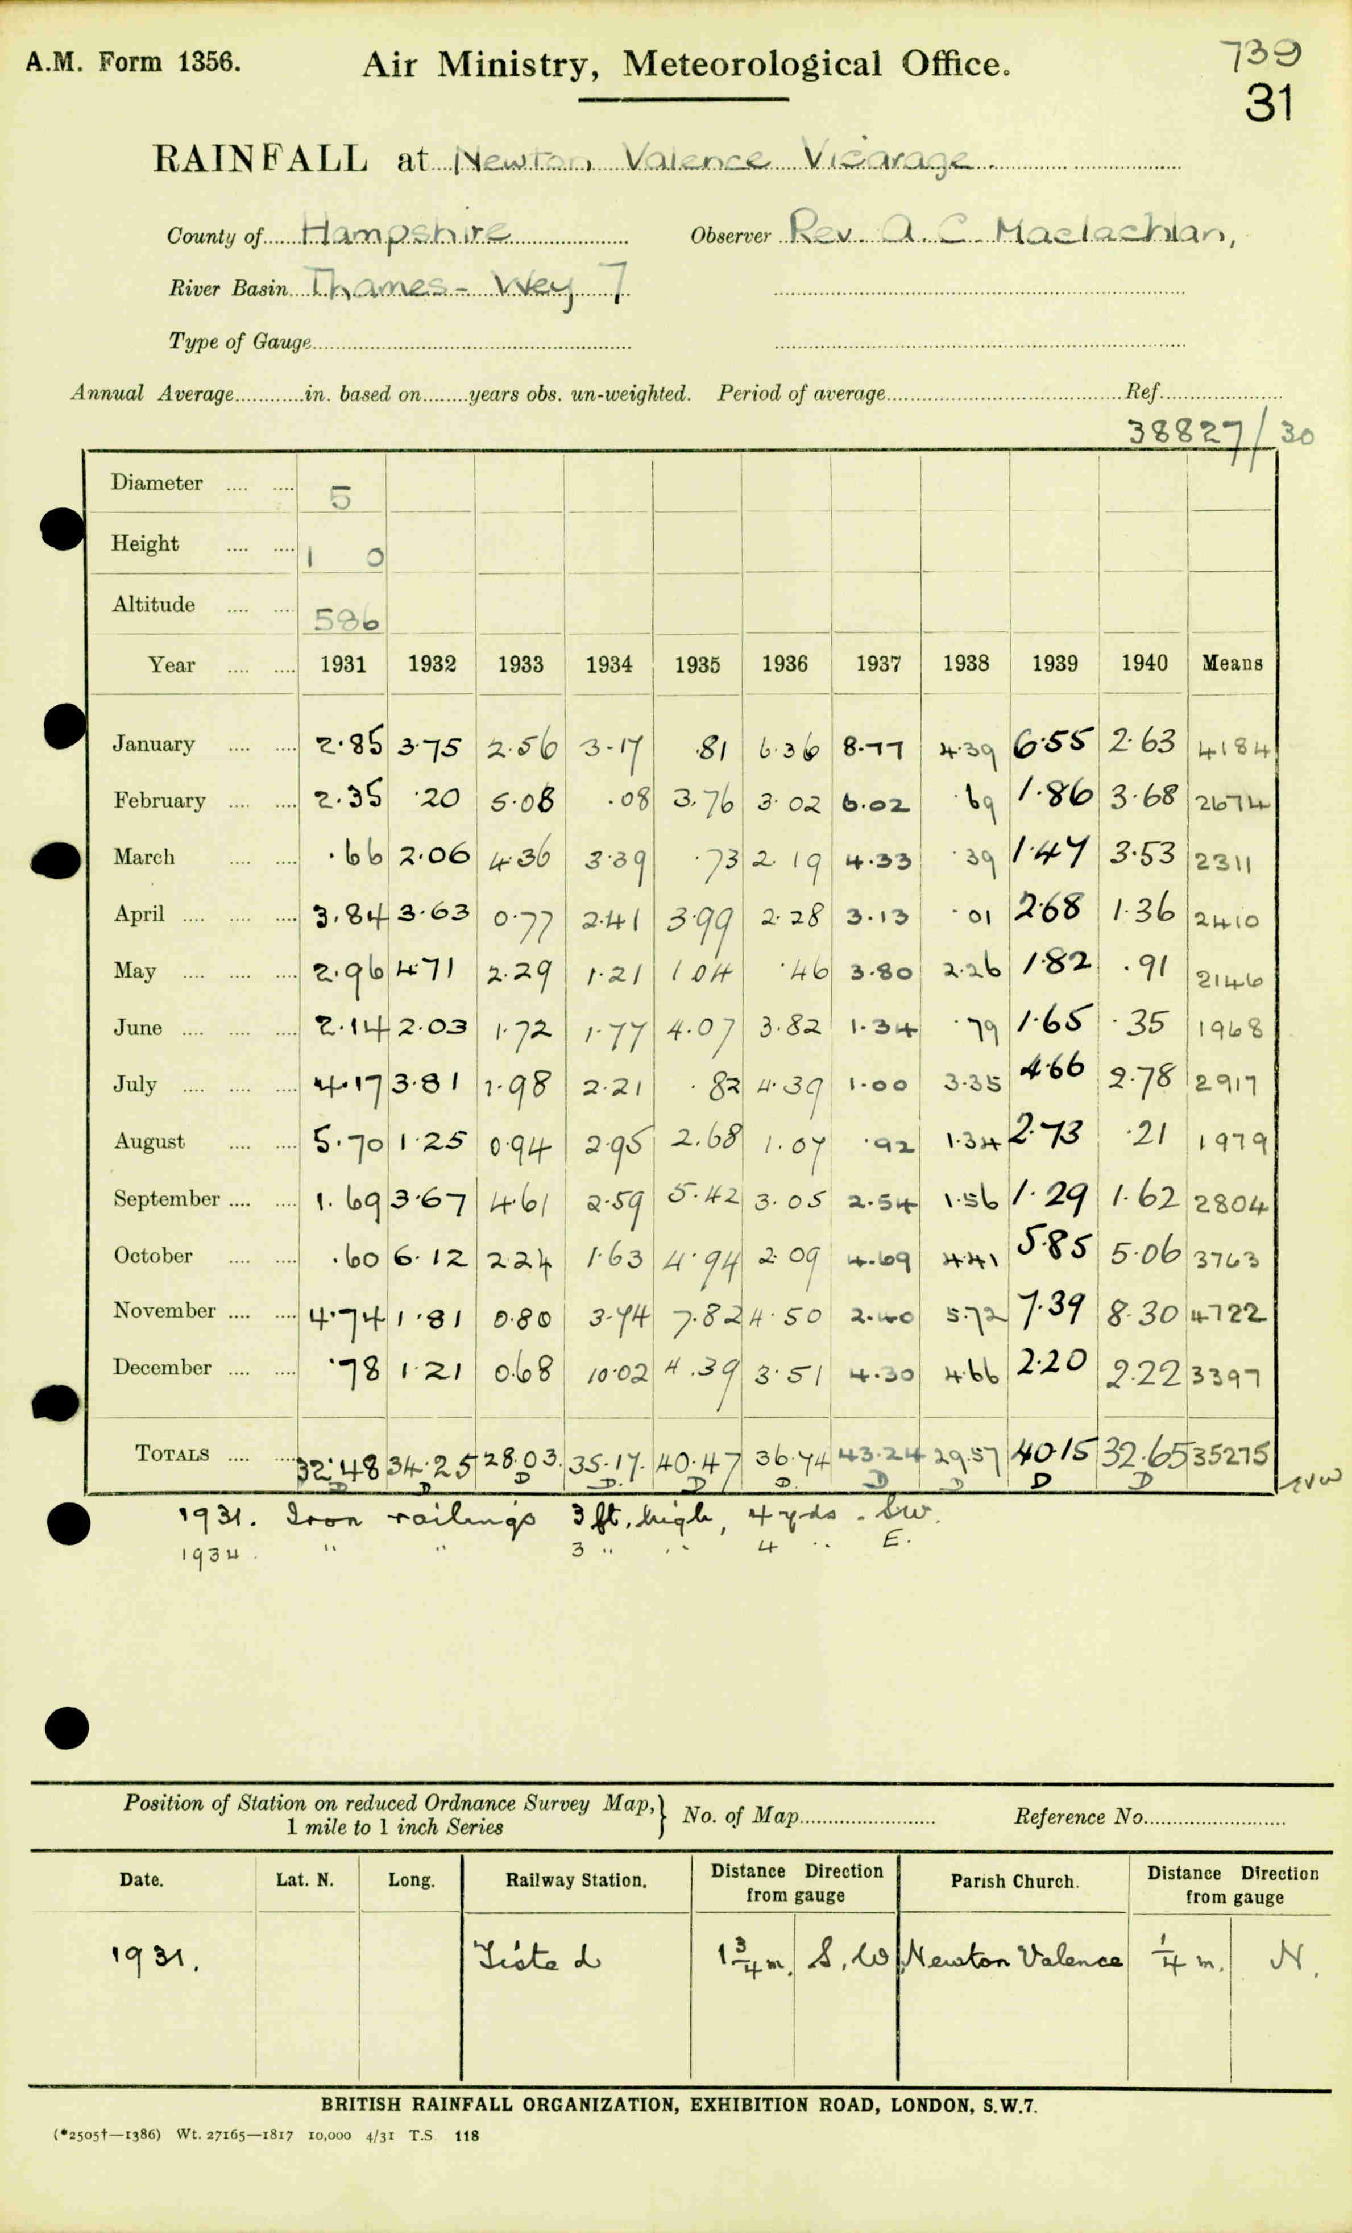 A.M. Form 1356. Air Ministry, Meteorological Office. 739
31
RAINFALL at Newton Valence Vicarage.
County of Hampshire Observer Rev. A. C. Maclachlan,
River Basin Thames - Wey 7
Type of Gauge
Annual Average in. based on years obs. un-weighted. Period of average Ref.
38827/30
Diameter 5
Height 1 0
Altitude 586
Year 1931 1932 1933 1934 1935 1936 1937 1938 1939 1940 Means
January 2.85 3.75 2.56 3.17 .81 6.36 8.77 4.39 6.55 2.63 4184
February 2.35 .20 5.08 .08 3.76 3.02 6.02 .69 1.86 3.68 2674
March .66 2.06 4.36 3.39 .73 2.19 4.33 .39 1.47 3.53 2311
April 3.84 3.63 0.77 2.41 3.99 2.28 3.13 .01 2.68 1.36 2410
May 2.96 4.71 2.29 1.21 1.04 .46 3.80 2.26 1.82 .91 2146
June 2.14 2.03 1.72 1.77 4.07 3.82 1.34 .79 1.65 .35 1968
July 4.17 3.81 1.98 2.21 .82 4.39 1.00 3.35 4.66 2.78 2917
August 5.70 1.25 0.94 2.95 2.68 1.07 .92 1.34 2.73 .21 1979
September 1.69 3.67 4.61 2.59 5.42 3.05 2.54 1.56 1.29 1.62 2804
October .60 6.12 2.24 1.63 4.94 2.09 4.69 4.41 5.85 5.06 3763
November 4.74 1.81 0.80 3.74 7.82 4.50 2.40 5.72 7.39 8.30 4722
December .78 1.21 0.68 10.02 4.39 3.51 4.30 4.66 2.20 2.22 3397
TOTALS 32.48 34.25 28.03. 35.17. 40.47 36.74 43.24 29.57 40.15 32.65 35275
D D D D. D D. D D D D
1931. Iron railings 3 ft. high, 4 yds. SW.
1934. " " 3 " " 4 " E.
Position of Station on reduced Ordnance Survey Map, } No. of Map Reference No.
1 mile to 1 inch Series
Date. Lat. N. Long. Railway Station. Distance Direction from gauge Parish Church. Distance Direction from gauge
1931. Tisted 1¾ m. S.W. Newton Valence ¼ m. N.
BRITISH RAINFALL ORGANIZATION, EXHIBITION ROAD, LONDON, S.W.7.
(*2505†—1386) Wt. 27165—1817 10,000 4/31 T.S. 118